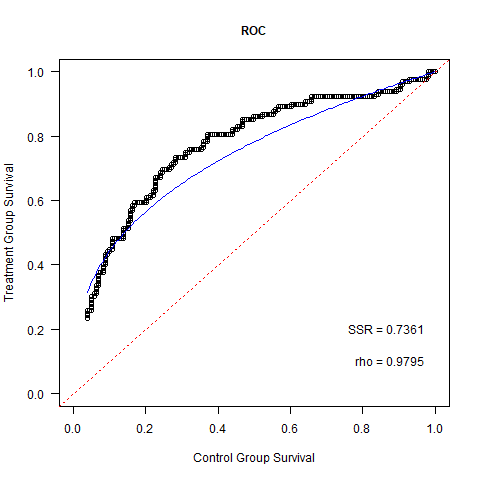 ROC
Treatment Group Survival
1.0
0.8
0.6
0.4
0.2
0.0
SSR = 0.7361
rho = 0.9795
0.0 0.2 0.4 0.6 0.8 1.0
Control Group Survival